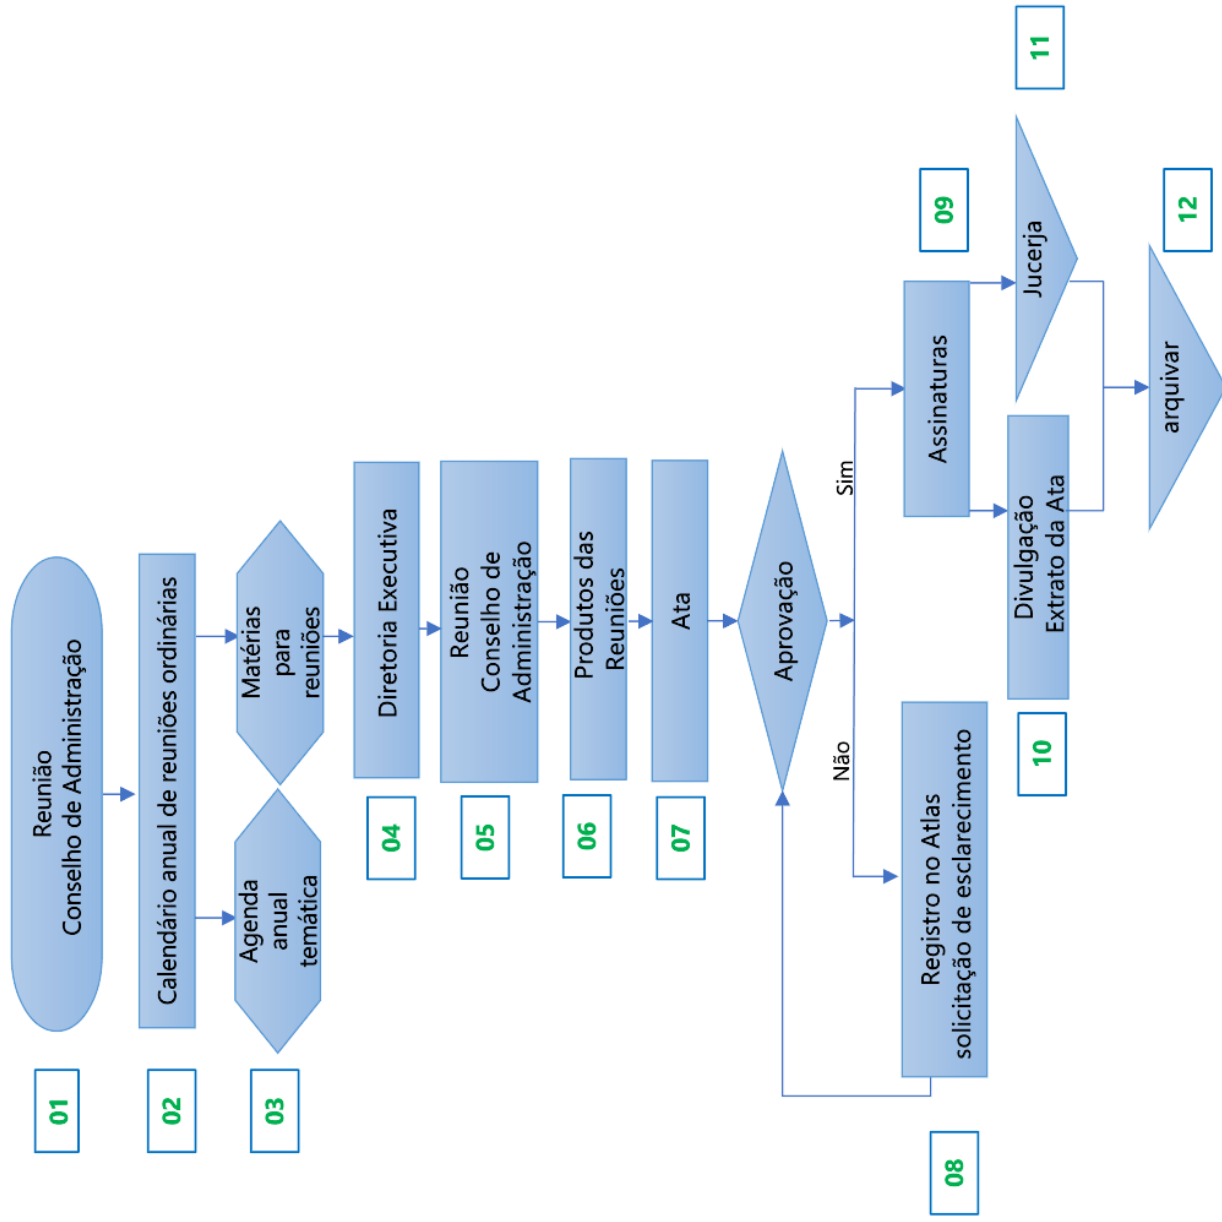 01
Reunião
Conselho de Administração
02
Calendário anual de reuniões ordinárias
03
Agenda
anual
temática
Matérias
para
reuniões
04
Diretoria Executiva
05
Reunião
Conselho de
Administração
06
Produtos das
Reuniões
07
Ata
Aprovação
Não
Sim
08
Registro no Atlas
solicitação de esclarecimento
Assinaturas
09
10
Divulgação
Extrato da Ata
Jucerja
11
arquivar
12